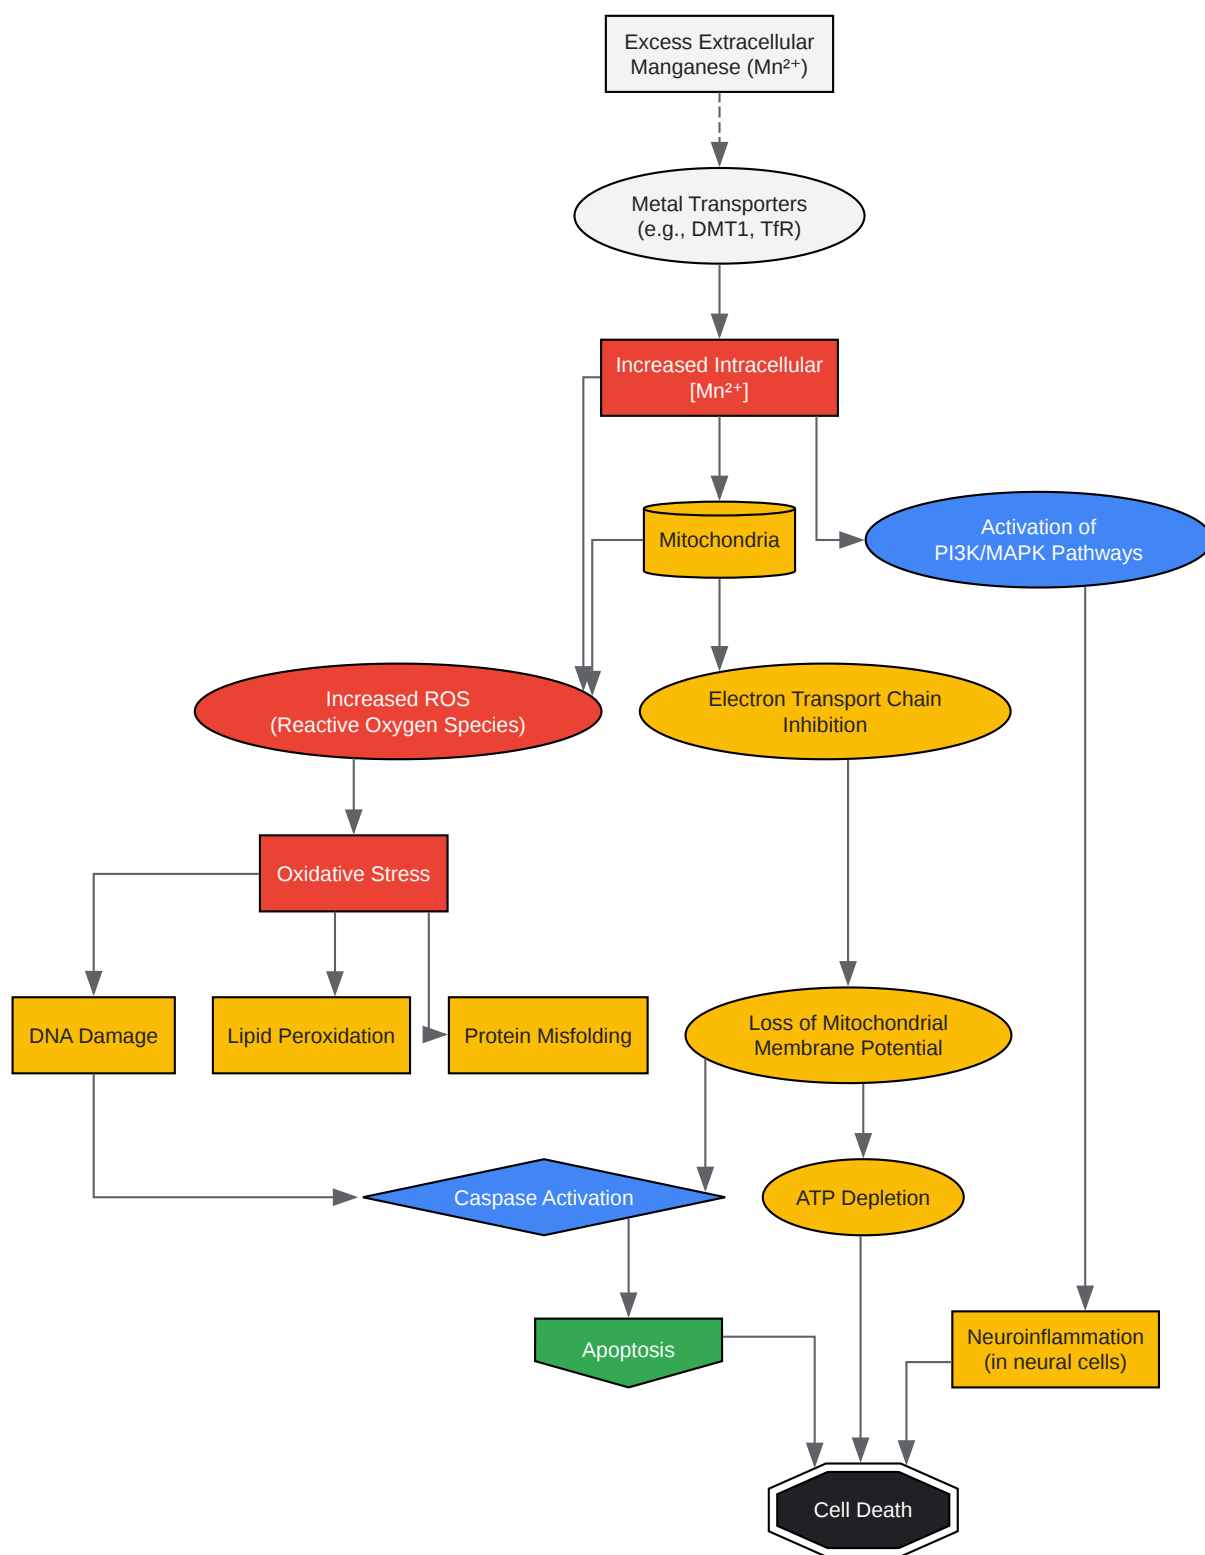 Excess Extracellular
Manganese (Mn²⁺)
Metal Transporters
(e.g., DMT1, TfR)
Increased Intracellular
[Mn²⁺]
Mitochondria
Activation of
PI3K/MAPK Pathways
Increased ROS
(Reactive Oxygen Species)
Electron Transport Chain
Inhibition
Oxidative Stress
DNA Damage
Lipid Peroxidation
Protein Misfolding
Loss of Mitochondrial
Membrane Potential
Caspase Activation
ATP Depletion
Apoptosis
Neuroinflammation
(in neural cells)
Cell Death